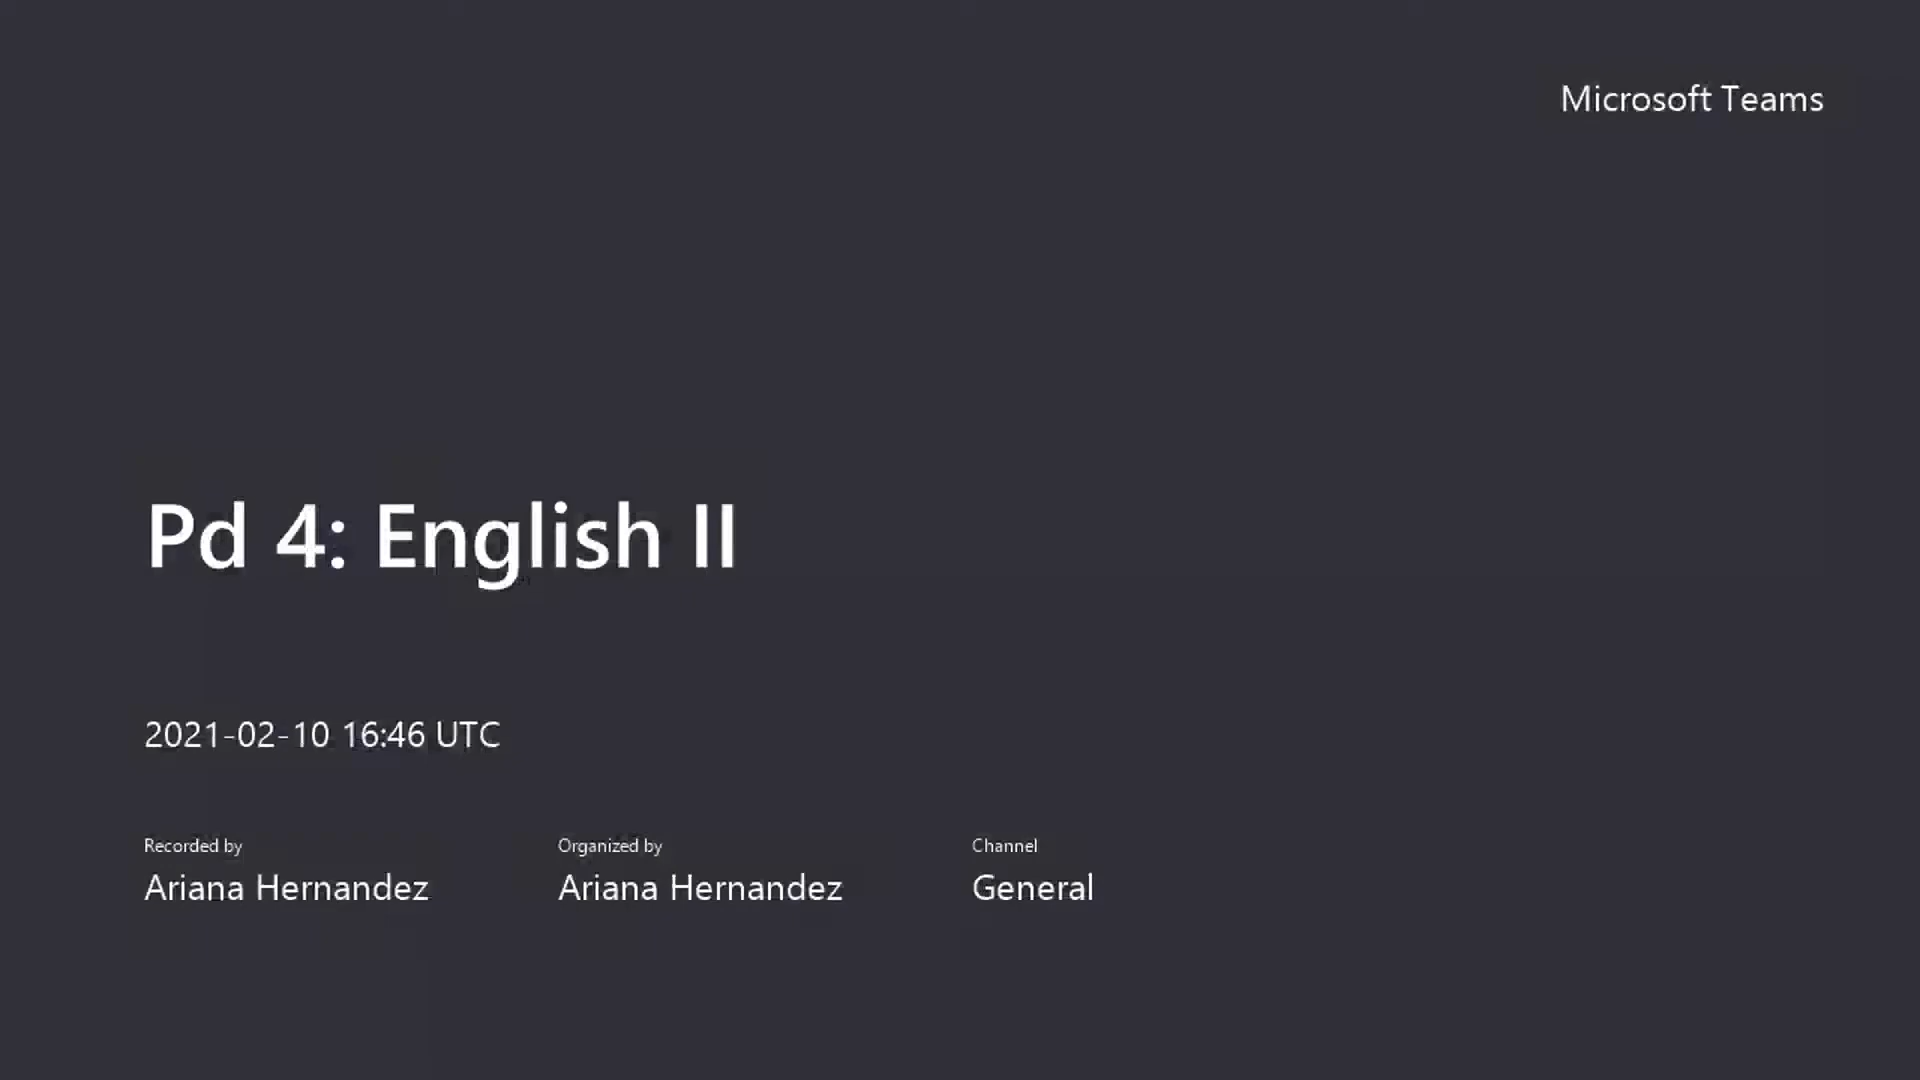 Microsoft Teams
Pd 4: English II
2021-02-10 16:46 UTC
Recorded by
Ariana Hernandez
Organized by
Ariana Hernandez
Channel
General